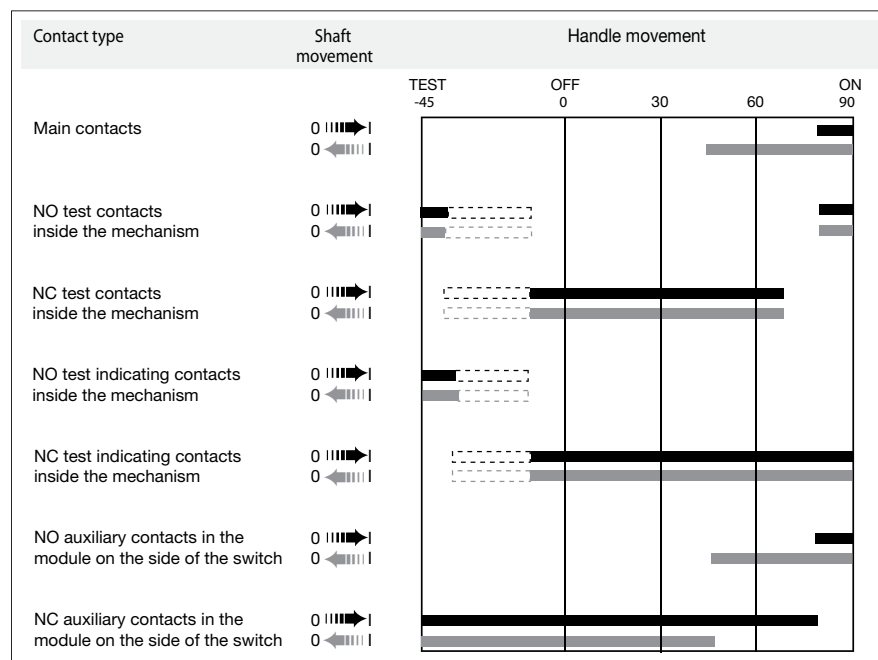 Contact type Shaft Handle movement
movement
TEST OFF ON
-45 0 30 60 90
Main contacts 0 I
0 I
NO test contacts 0 I
inside the mechanism 0 I
NC test contacts 0 I
inside the mechanism 0 I
NO test indicating contacts 0 I
inside the mechanism 0 I
NC test indicating contacts 0 I
inside the mechanism 0 I
NO auxiliary contacts in the 0 I
module on the side of the switch 0 I
NC auxiliary contacts in the 0 I
module on the side of the switch 0 I